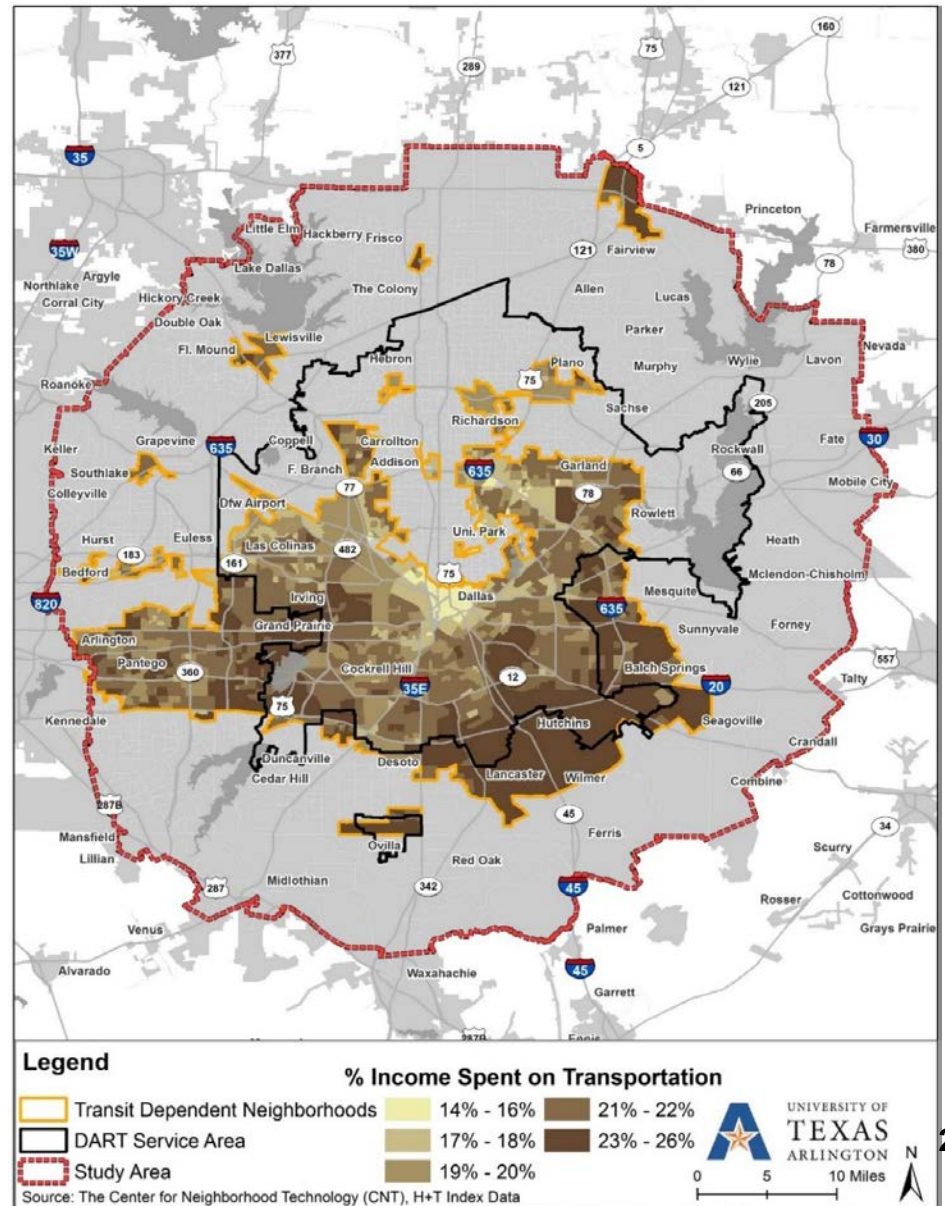 160
377
75
289
121
5
35
Princeton
Little Elm
Hackberry
Frisco
Farmersville
35W
121
Fairview
380
Lake Dallas
78
Argyle
Northlake
The Colony
Allen
Corral City
Hickory Creek
Lucas
Double Oak
Parker
Lewisville
Nevada
Fl. Mound
Hebron
Plano
Wylie
Lavon
Murphy
75
Roanoke
Sachse
205
Richardson
Fate
30
Grapevine
635
Coppell
Carrollton
Rockwall
Keller
Addison
635
Garland
66
Southlake
F. Branch
Mobile City
Colleyville
77
78
Dfw Airport
Rowlett
Uni. Park
Hurst
Euless
Las Colinas
482
Heath
183
161
75
Bedford
Mclendon-Chisholm
Irving
Dallas
Mesquite
820
635
Grand Prairie
Sunnyvale
Forney
Arlington
557
Pantego
Cockrell Hill
Balch Springs
360
35E
12
20
Talty
75
Hutchins
Seagoville
Kennedale
Crandall
Duncanville
Desoto
Cedar Hill
Lancaster
Wilmer
Combine
287B
45
Mansfield
Ovilla
Ferris
34
Lillian
Red Oak
Scurry
287
Midlothian
342
45
Cottonwood
Rosser
Venus
Palmer
Grays Prairie
Alvarado
Waxahachie
45
Garrett
287B
Ennis
Legend
% Income Spent on Transportation
Transit Dependent Neighborhoods
14% - 16%
21% - 22%
DART Service Area
17% - 18%
23% - 26%
Study Area
19% - 20%
UNIVERSITY OF
TEXAS
ARLINGTON
2
N
0 5 10 Miles
Source: The Center for Neighborhood Technology (CNT), H+T Index Data